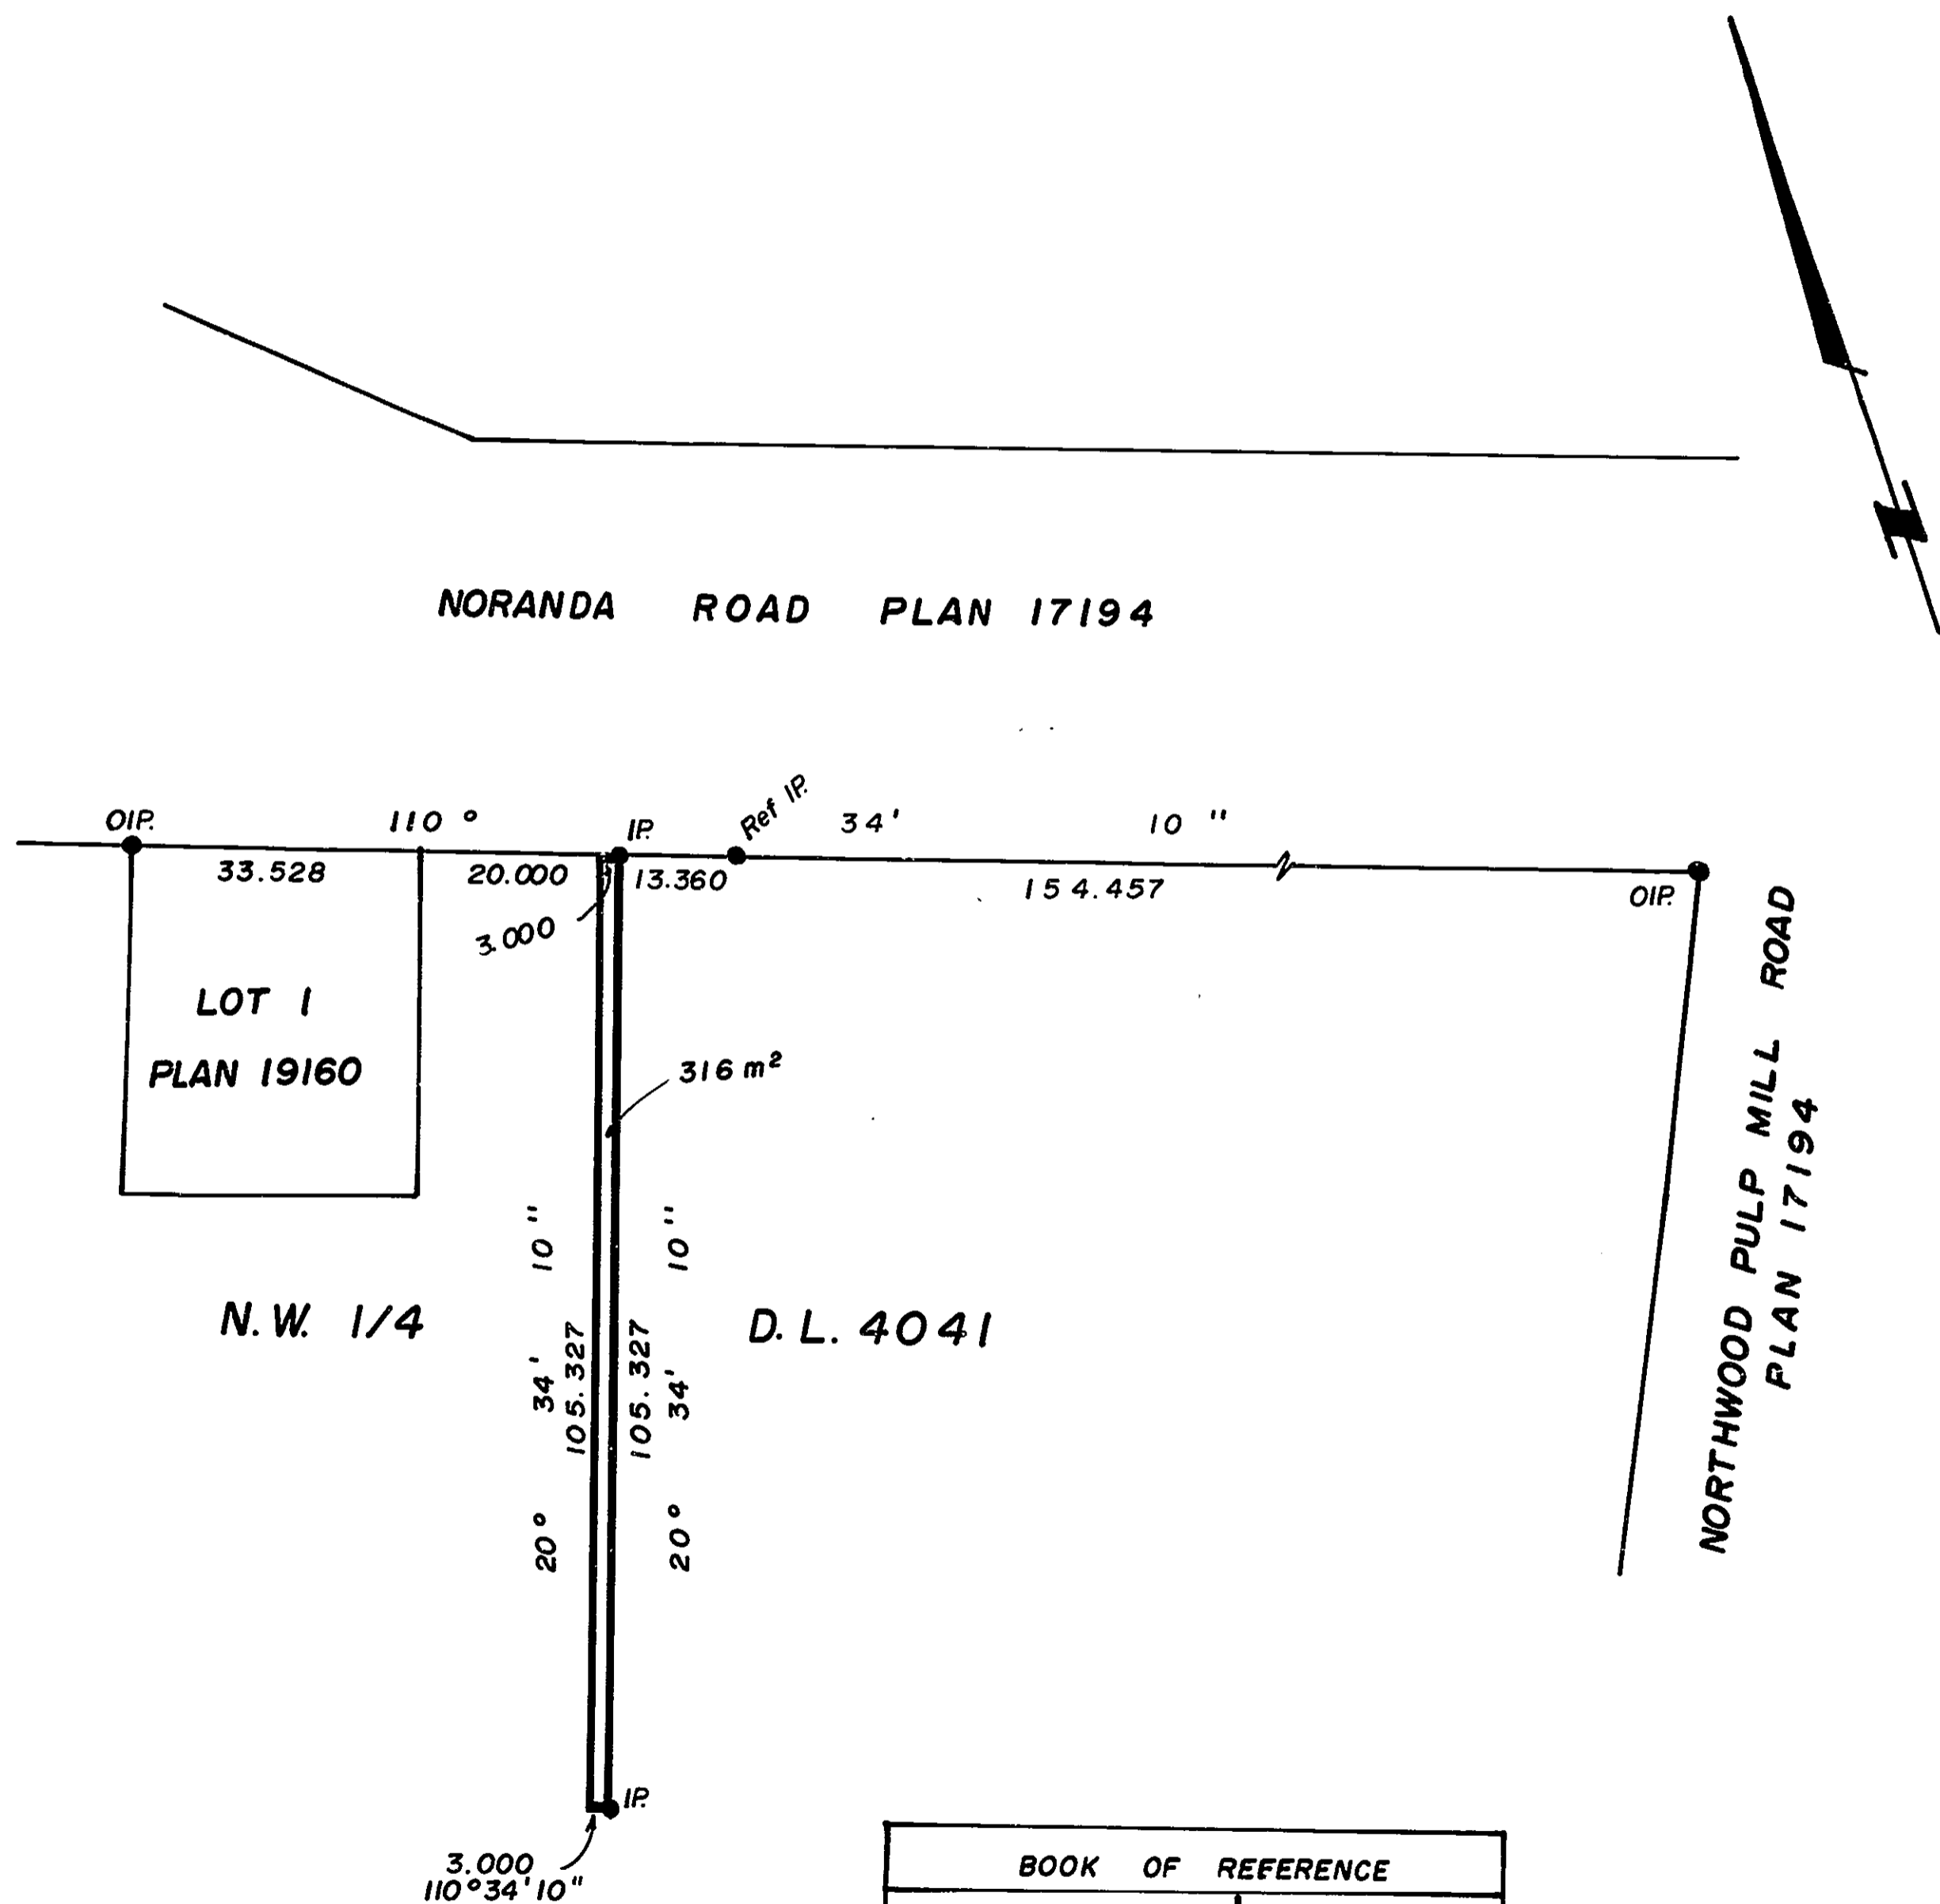 NORANDA ROAD PLAN 17194
OIP. 110° IP. Ref IP. 34' 10"
33.528 20.000 13.360 154.457 OIP.
3.000
LOT 1
PLAN 19160
316 m²
N.W. 1/4
D. L. 4041
20° 34' 10"
105.327
105.327
20° 34' 10"
NORTHWOOD PULP MILL ROAD
PLAN 17194
IP.
3.000
110°34'10"
BOOK OF REFERENCE